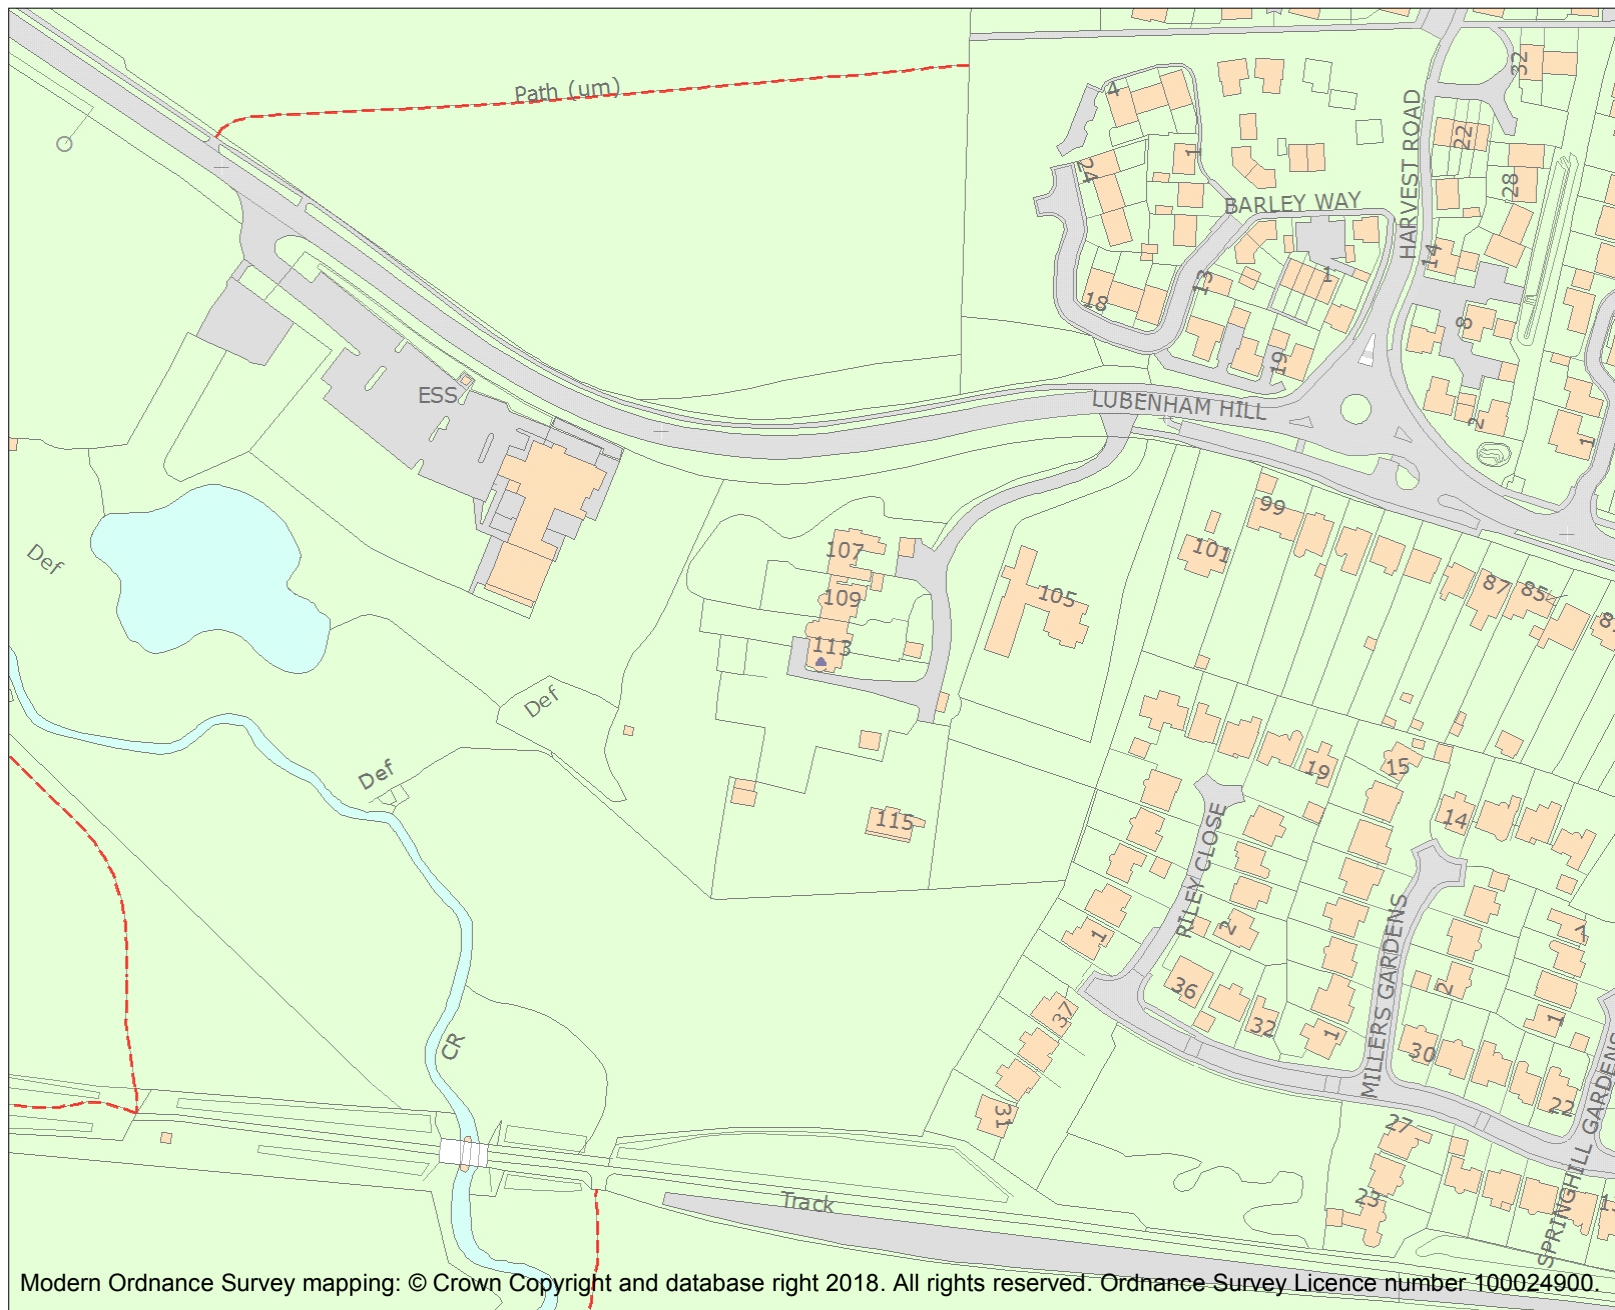 Path (um)
4
32
HARVEST ROAD
22
1
24
28
BARLEY WAY
14
13
1
18
8
19
ESS
LUBENHAM HILL
2
1
99
Def
107
101
87
85
109
105
113
Def
Def
19
15
115
14
RILEY CLOSE
1
2
MILLERS GARDENS
7
36
2
37
32
1
30
1
CR
31
22
27
SPRINGHILL GARDENS
Track
23
Modern Ordnance Survey mapping: © Crown Copyright and database right 2018. All rights reserved. Ordnance Survey Licence number 100024900.